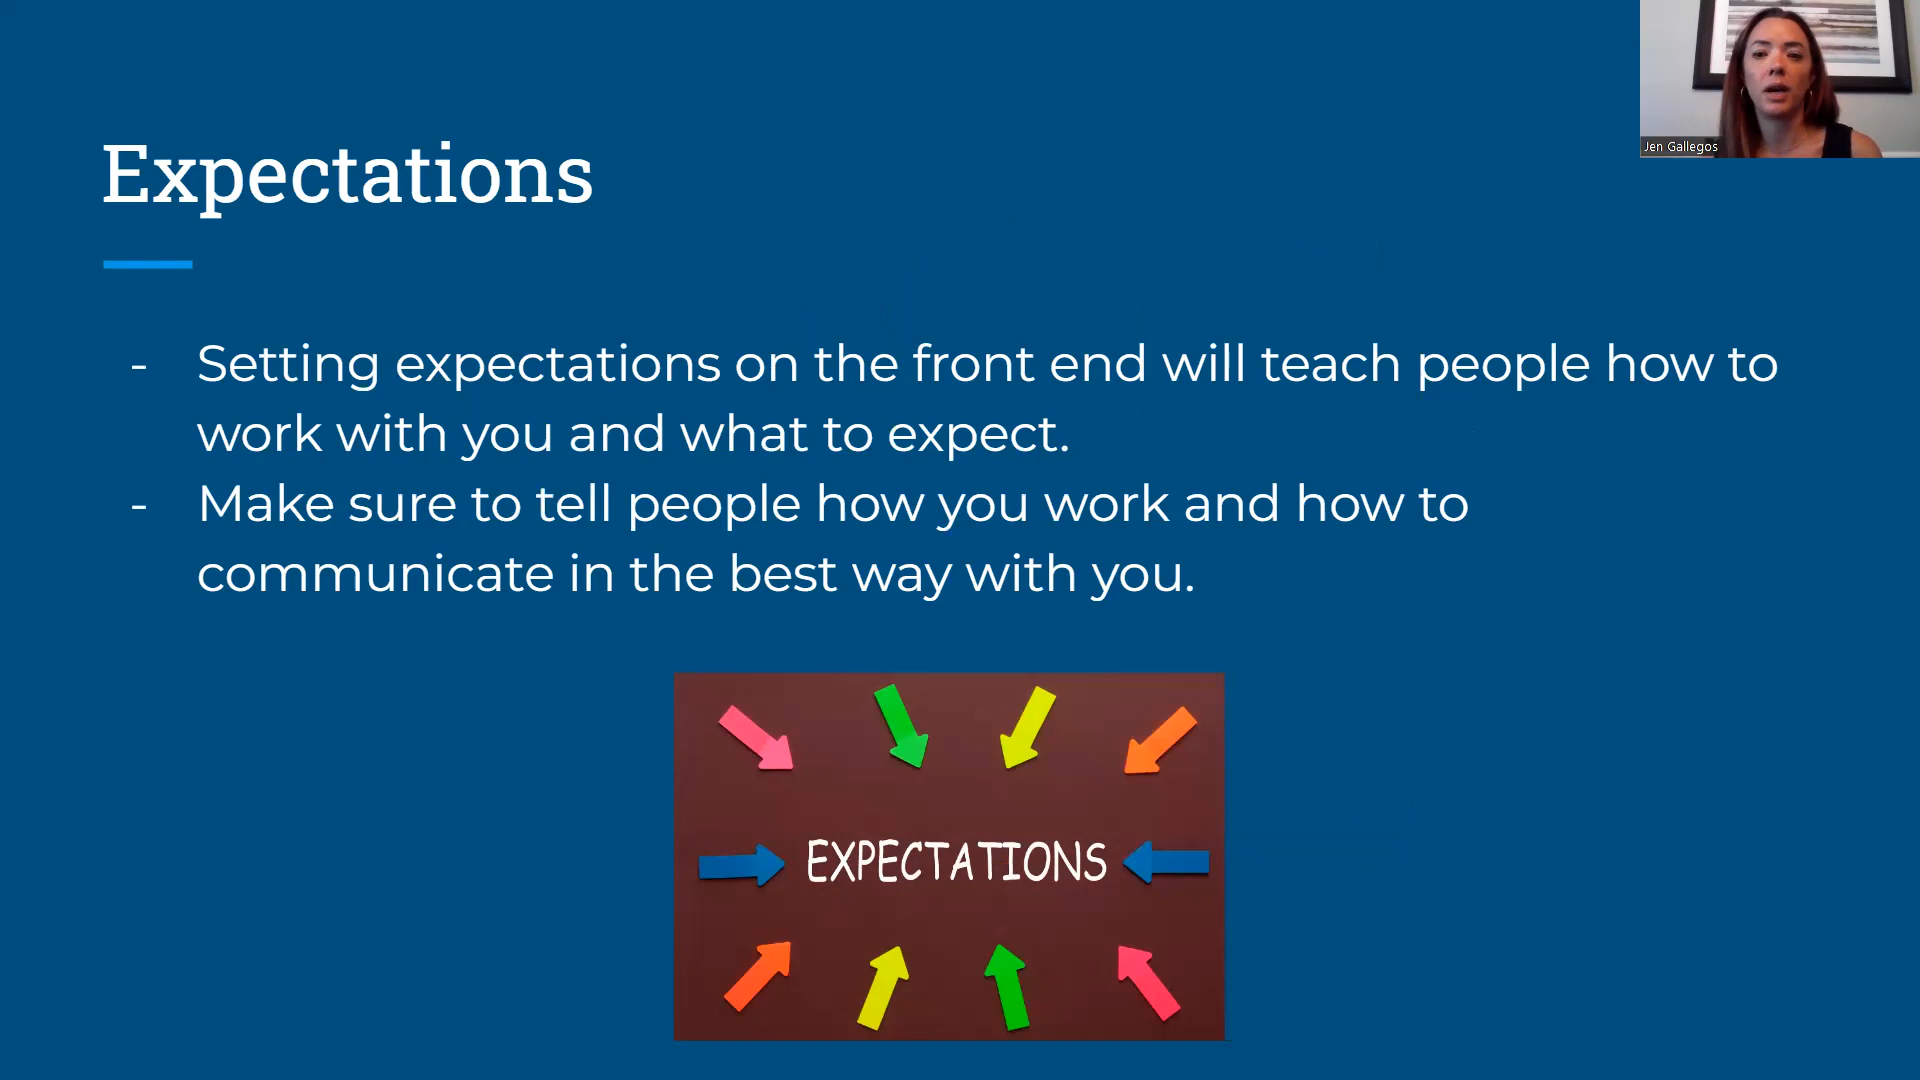 Jen Gallegos
Expectations
- Setting expectations on the front end will teach people how to
work with you and what to expect.
- Make sure to tell people how you work and how to
communicate in the best way with you.
EXPECTATIONS